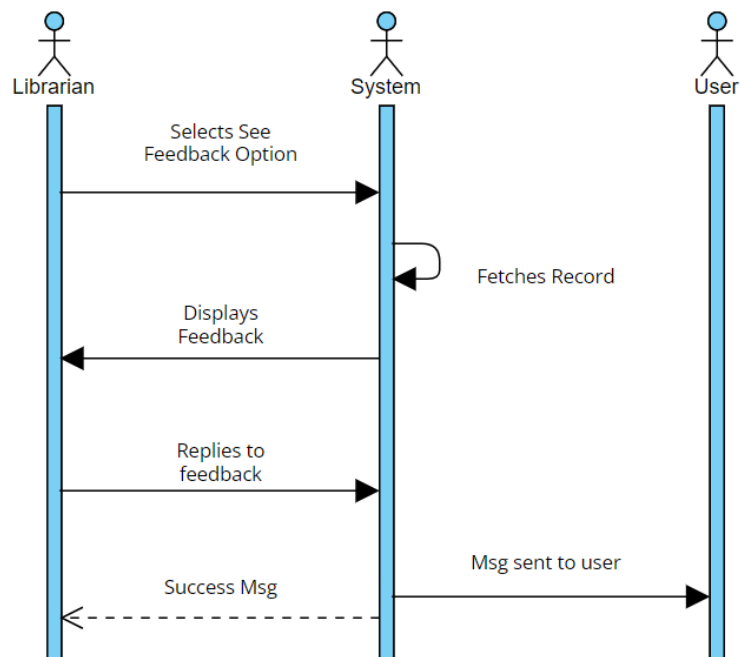 Librarian
System
User
Selects See
Feedback Option
Fetches Record
Displays
Feedback
Replies to
feedback
Msg sent to user
Success Msg